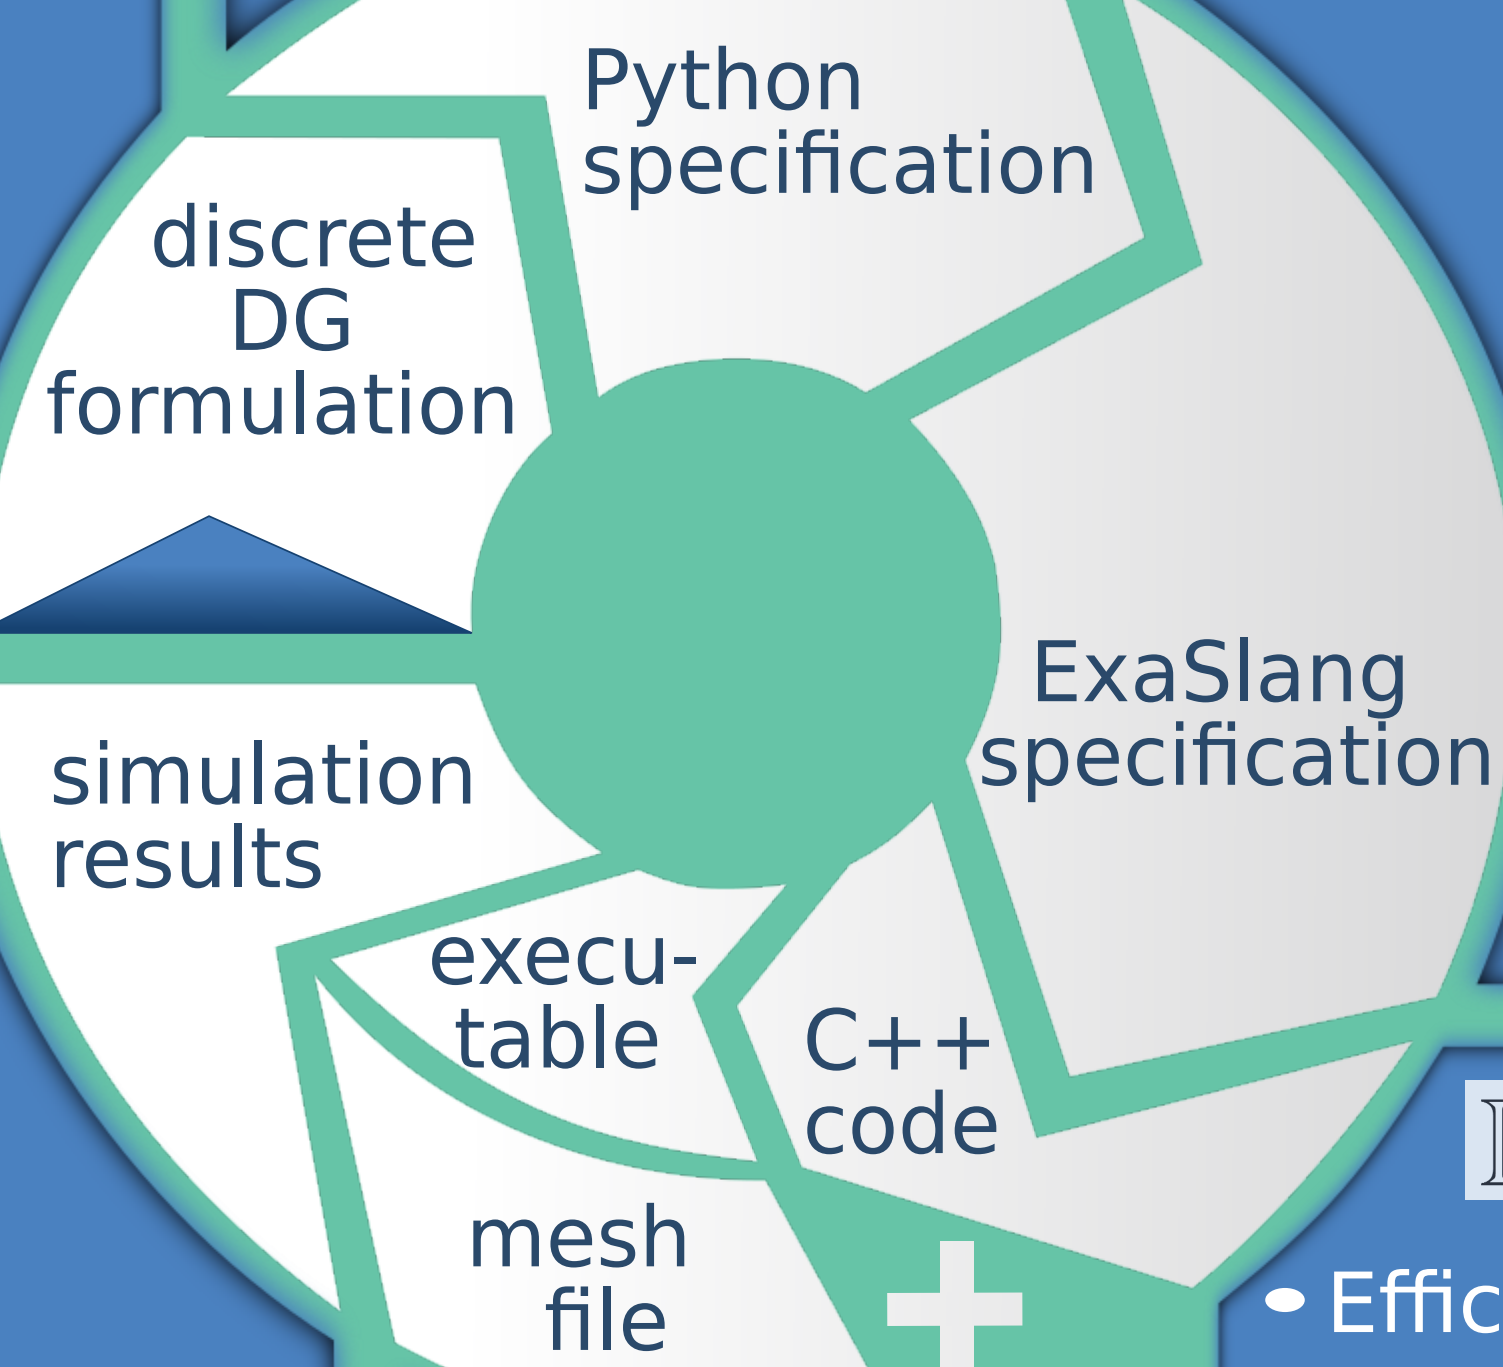 Python
specification
discrete
DG
formulation
ExaSlang
specification
simulation
results
execu-
table
C++
code
mesh
file
+